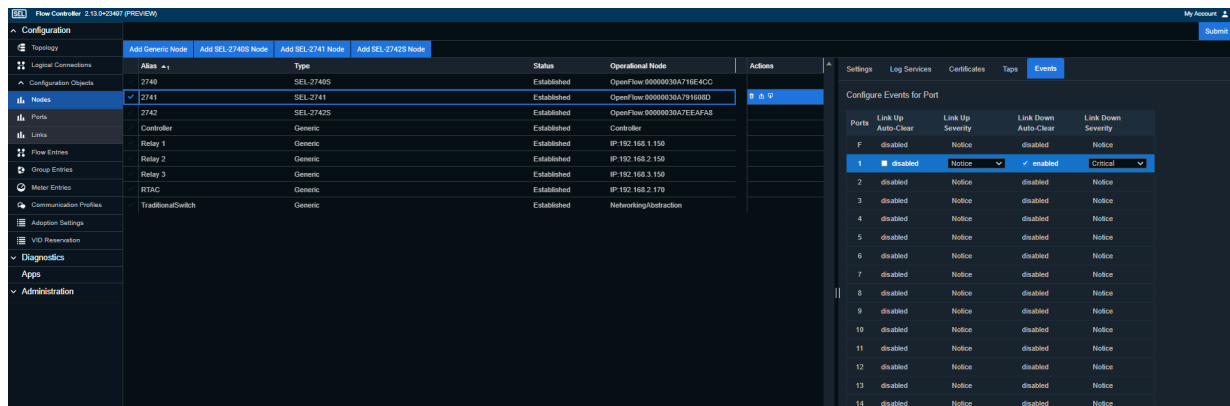 SEL Flow Controller 2.13.0+23407 (PREVIEW) My Account
Configuration Submit
Topology Add Generic Node Add SEL-2740S Node Add SEL-2741 Node Add SEL-2742S Node
Logical Connections Alias 1 Type Status Operational Node Actions Settings Log Services Certificates Taps Events
Configuration Objects 2740 SEL-2740S Established OpenFlow:00000030A716E4CC
Nodes 2741 SEL-2741 Established OpenFlow:00000030A791608D Configure Events for Port
Ports 2742 SEL-2742S Established OpenFlow:00000030A7EEAFA8
Links Controller Generic Established Controller
Flow Entries Relay 1 Generic Established IP:192.168.1.150
Group Entries Relay 2 Generic Established IP:192.168.2.150
Meter Entries Relay 3 Generic Established IP:192.168.3.150
Communication Profiles RTAC Generic Established IP:192.168.2.170
Adoption Settings TraditionalSwitch Generic Established NetworkingAbstraction
VID Reservation
Diagnostics
Apps
Administration
Ports Link Up Auto-Clear Link Up Severity Link Down Auto-Clear Link Down Severity
F disabled Notice disabled Notice
1 disabled Notice enabled Critical
2 disabled Notice disabled Notice
3 disabled Notice disabled Notice
4 disabled Notice disabled Notice
5 disabled Notice disabled Notice
6 disabled Notice disabled Notice
7 disabled Notice disabled Notice
8 disabled Notice disabled Notice
9 disabled Notice disabled Notice
10 disabled Notice disabled Notice
11 disabled Notice disabled Notice
12 disabled Notice disabled Notice
13 disabled Notice disabled Notice
14 disabled Notice disabled Notice